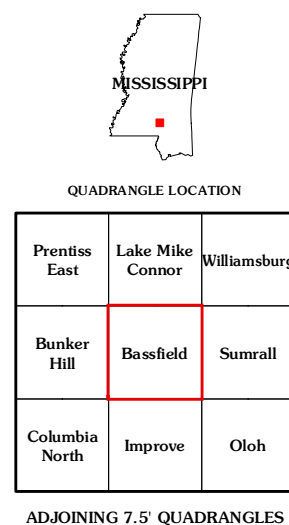 MISSISSIPPI
QUADRANGLE LOCATION
Prentiss East
Lake Mike Connor
Williamsburg
Bunker Hill
Bassfield
Sumrall
Columbia North
Improve
Oloh
ADJOINING 7.5' QUADRANGLES